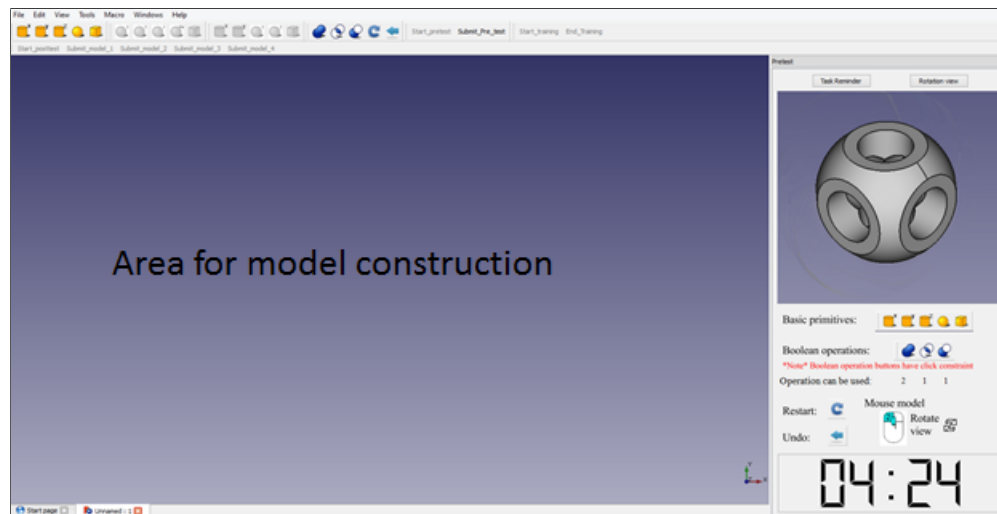 File Edit View Tools Macro Windows Help
Start_pretest Submit_Pre_test Start_training End_Training
Start_posttest Submit_model_1 Submit_model_2 Submit_model_3 Submit_model_4
Pretest
Task Reminder Rotation view
Area for model construction
Basic primitives:
Boolean operations:
*Note* Boolean operation buttons have click constraint
Operation can be used: 2 1 1
Restart:
Mouse model
Rotate
view
Undo:
04:24
Start page Unnamed : 1